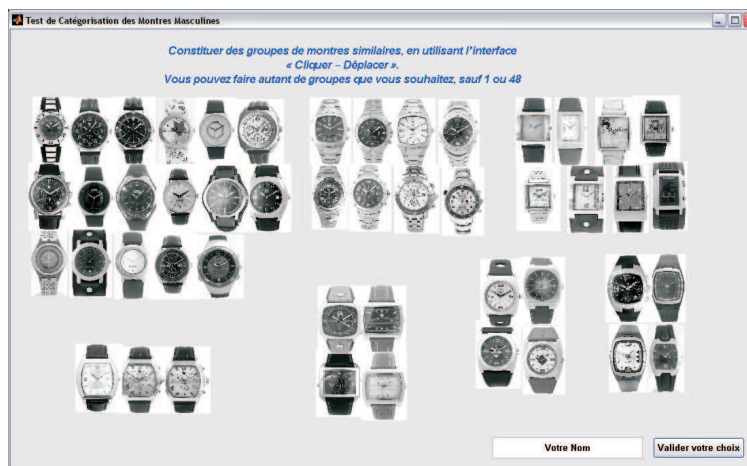 Test de Catégorisation des Montres Masculines
Constituer des groupes de montres similaires, en utilisant l'interface
« Cliquer – Déplacer ».
Vous pouvez faire autant de groupes que vous souhaitez, sauf 1 ou 48
Votre Nom
Valider votre choix